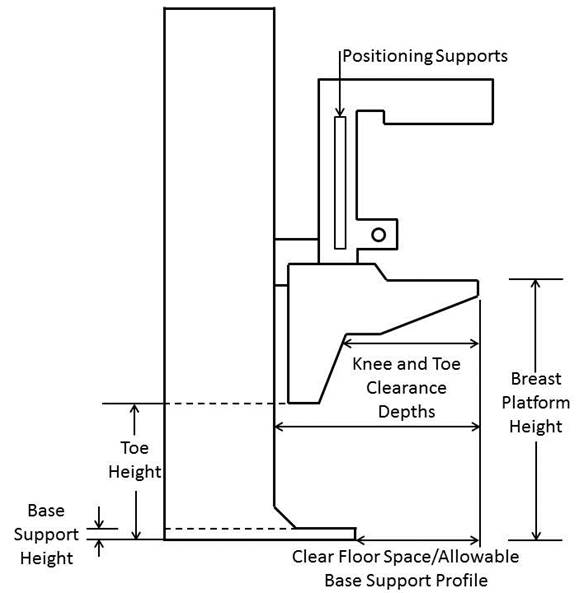 Positioning Supports
Knee and Toe
Clearance
Depths
Breast
Platform
Height
Toe
Height
Base
Support
Height
Clear Floor Space/Allowable
Base Support Profile